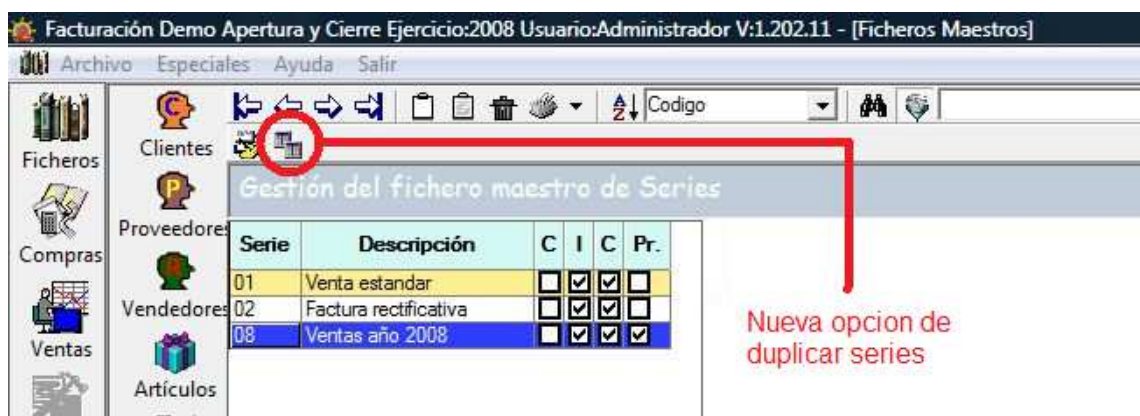 Facturación Demo Apertura y Cierre Ejercicio:2008 Usuario:Administrador V:1.202.11 - [Ficheros Maestros]
Archivo Especiales Ayuda Salir
Codigo
Ficheros
Clientes
Gestión del fichero maestro de Series
Proveedores
Compras
Serie Descripción C I C Pr.
01 Venta estandar
02 Factura rectificativa
08 Ventas año 2008
Vendedores
Ventas
Artículos
Nueva opcion de
duplicar series